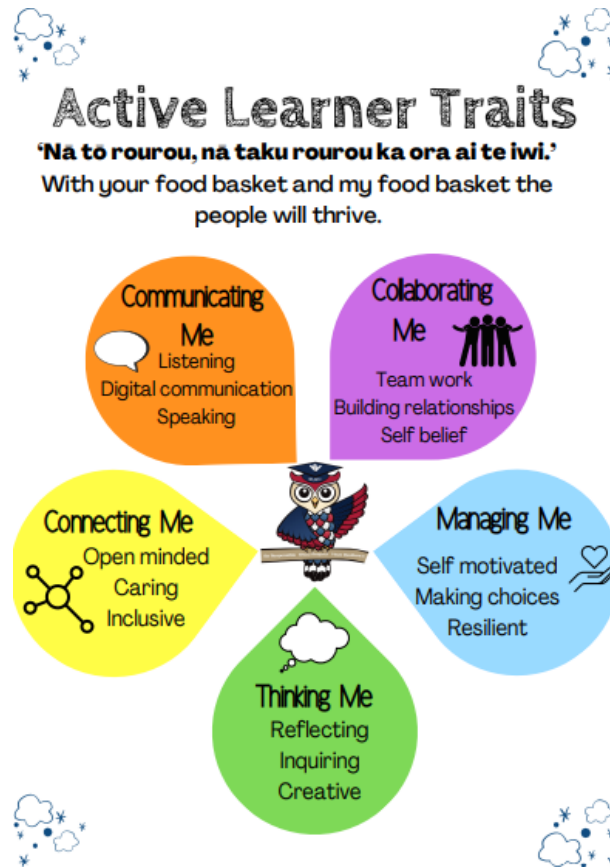 Active Learner Traits
‘Nā tō rourou, nā taku rourou ka ora ai te iwi.’
With your food basket and my food basket the
people will thrive.
Communicating
Me
Listening
Digital communication
Speaking
Collaborating
Me
Team work
Building relationships
Self belief
Connecting Me
Open minded
Caring
Inclusive
Managing Me
Self motivated
Making choices
Resilient
Thinking Me
Reflecting
Inquiring
Creative